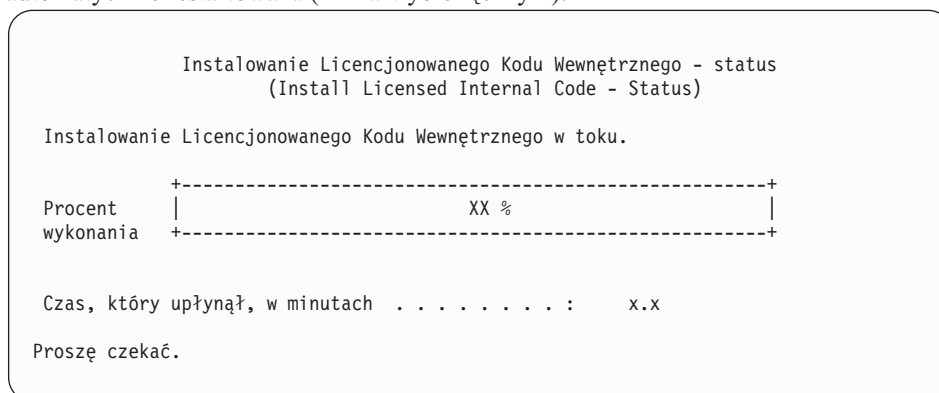 Instalowanie Licencjonowanego Kodu Wewnętrznego - status
(Install Licensed Internal Code - Status)
Instalowanie Licencjonowanego Kodu Wewnętrznego w toku.
+-------------------------------------------------------+
Procent | XX % |
wykonania +-------------------------------------------------------+
Czas, który upłynął, w minutach . . . . . . . . : x.x
Proszę czekać.